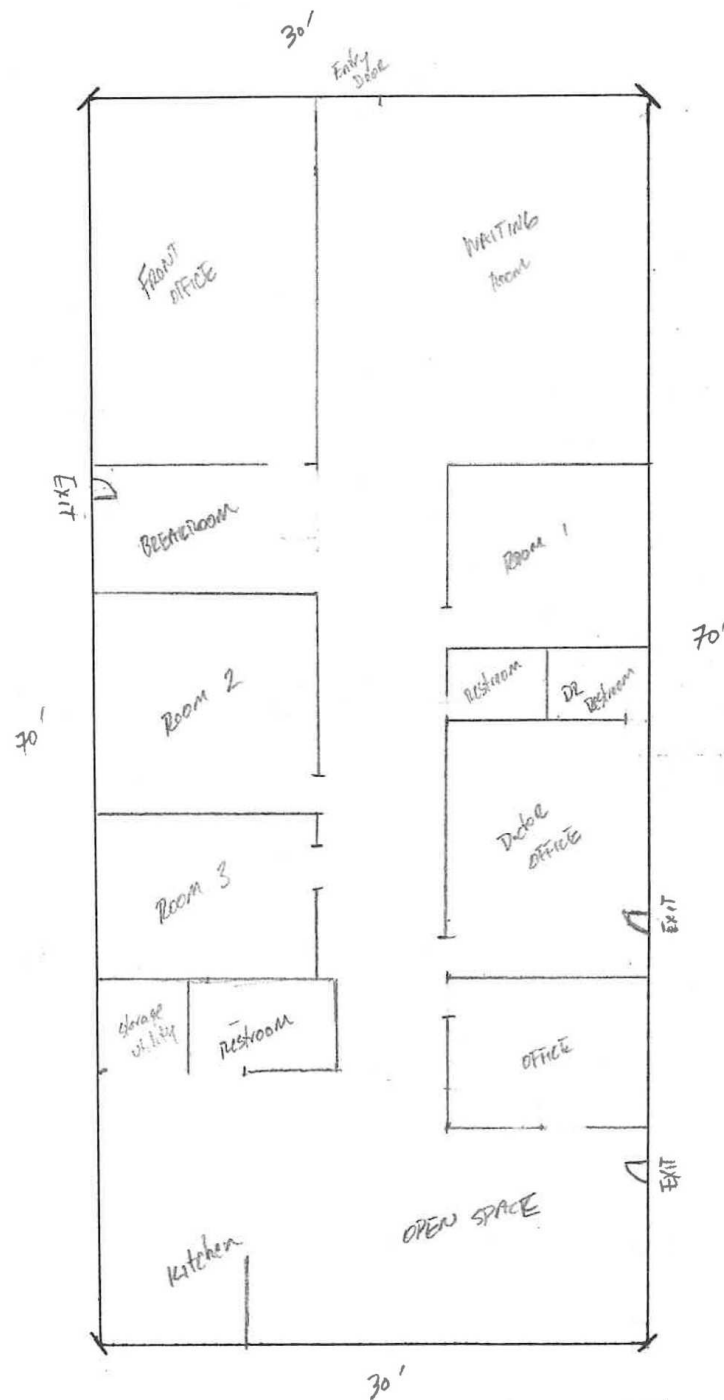 30'
Entry
Door
FRONT
OFFICE
WAITING
Room
EXIT
BREAKROOM
ROOM 1
70'
Restroom
DR
Restroom
ROOM 2
70'
Doctor
OFFICE
ROOM 3
EXIT
storage
utility
Restroom
OFFICE
EXIT
OPEN SPACE
Kitchen
30'